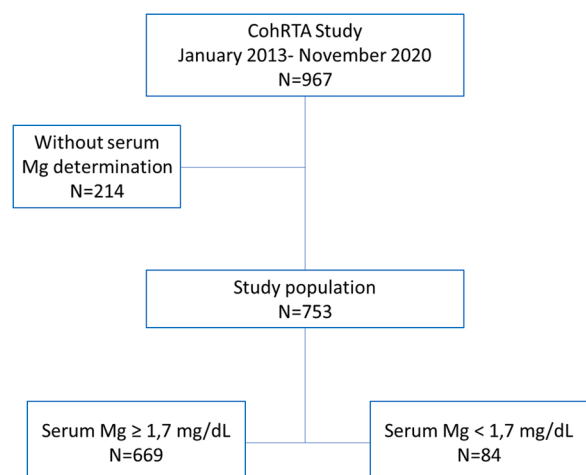 CohRTA Study
January 2013- November 2020
N=967
Without serum
Mg determination
N=214
Study population
N=753
Serum Mg ≥ 1,7 mg/dL
N=669
Serum Mg < 1,7 mg/dL
N=84